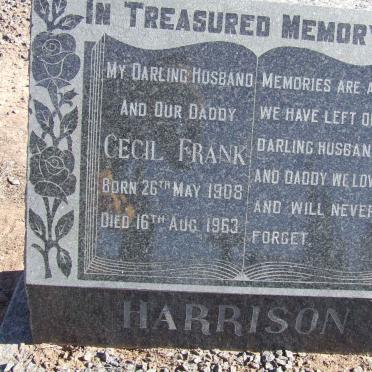 IN TREASURED MEMORY
MY DARLING HUSBAND
AND OUR DADDY
CECIL FRANK
BORN 26TH MAY 1908
DIED 16TH AUG. 1963
MEMORIES ARE A
WE HAVE LEFT O
DARLING HUSBAN
AND DADDY WE LOV
AND WILL NEVER
FORGET.
HARRISON